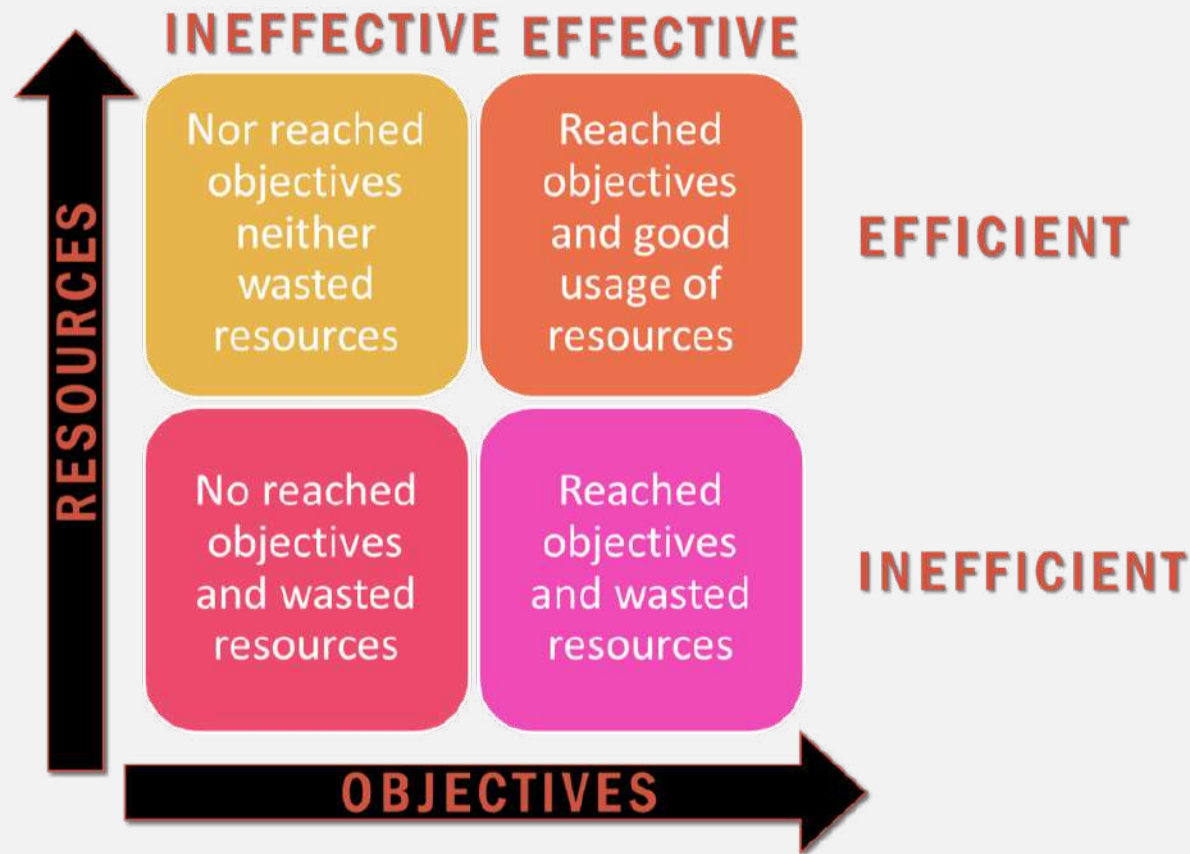 INEFFECTIVE EFFECTIVE
Nor reached
objectives
neither
wasted
resources
Reached
objectives
and good
usage of
resources
EFFICIENT
RESOURCES
No reached
objectives
and wasted
resources
Reached
objectives
and wasted
resources
INEFFICIENT
OBJECTIVES